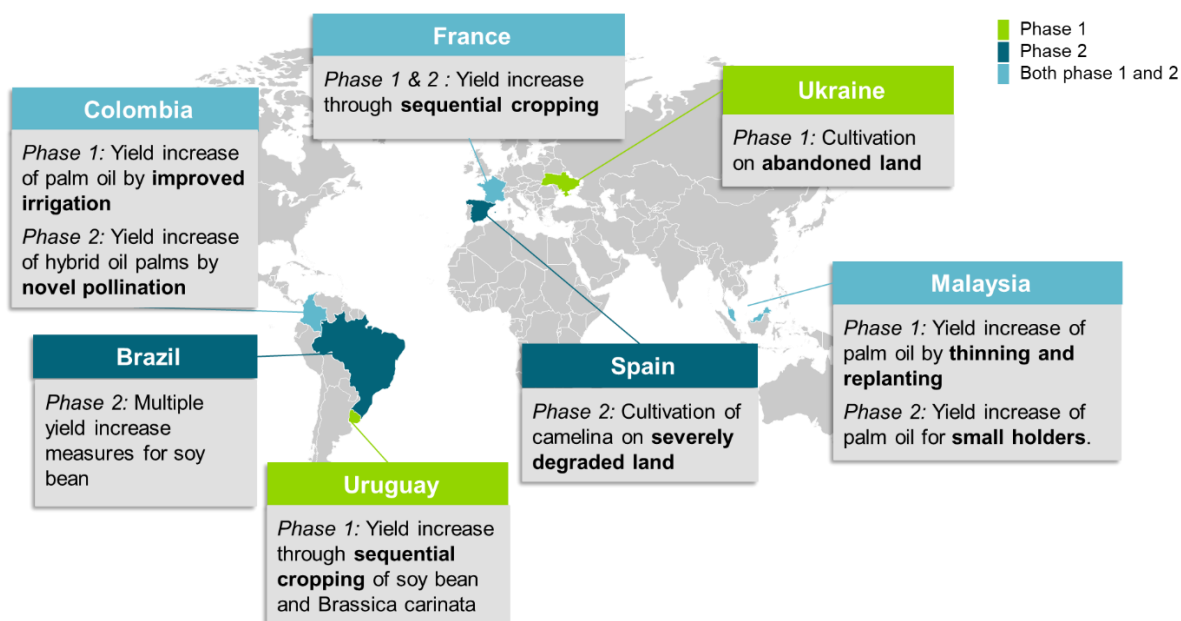 Phase 1
Phase 2
Both phase 1 and 2
France
Phase 1 & 2 : Yield increase
through sequential cropping
Ukraine
Phase 1: Cultivation
on abandoned land
Colombia
Phase 1: Yield increase
of palm oil by improved
irrigation
Phase 2: Yield increase
of hybrid oil palms by
novel pollination
Malaysia
Phase 1: Yield increase of
palm oil by thinning and
replanting
Phase 2: Yield increase of
palm oil for small holders.
Brazil
Phase 2: Multiple
yield increase
measures for soy
bean
Spain
Phase 2: Cultivation of
camelina on severely
degraded land
Uruguay
Phase 1: Yield increase
through sequential
cropping of soy bean
and Brassica carinata